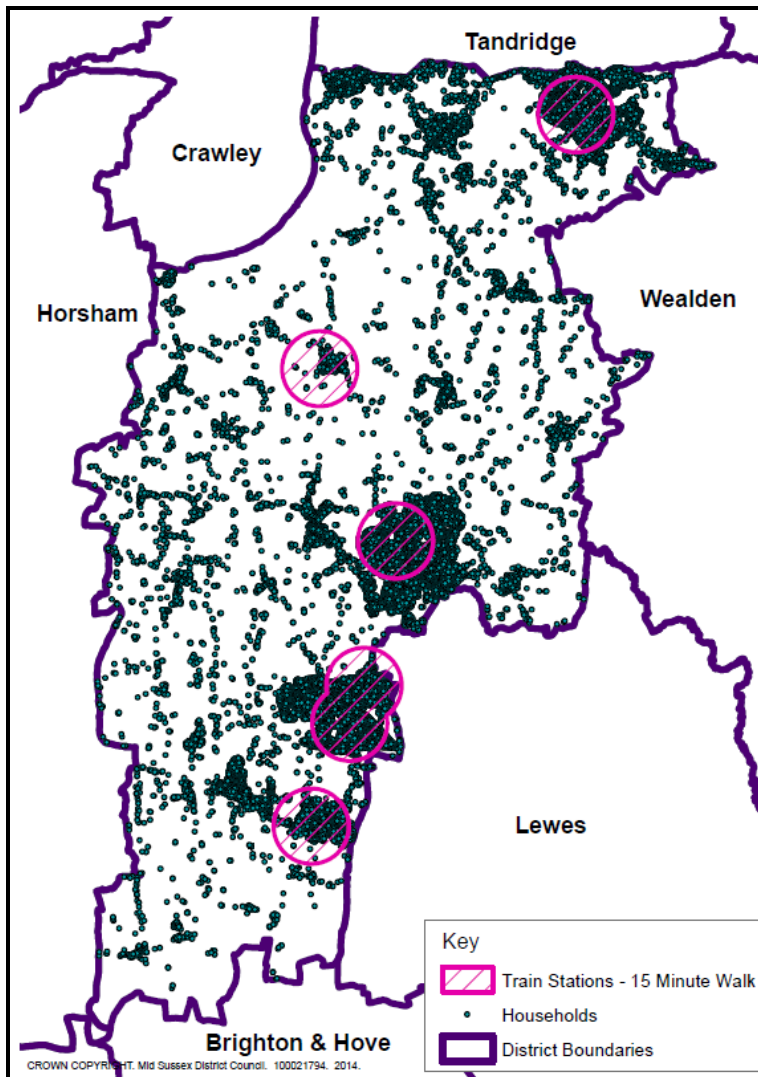 Tandridge
Crawley
Horsham
Wealden
Lewes
Key
Train Stations - 15 Minute Walk
Households
District Boundaries
Brighton & Hove
CROWN COPYRIGHT. Mid Sussex District Council. 100021794. 2014.